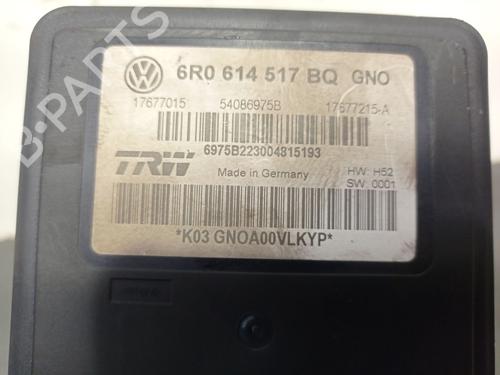 6R0 614 517 BQ GNO
17677015 54086975B 17677215-A
6975B223004815193
TRW Made in Germany HW: H52
SW: 0001
*K03 GNOA00VLKYP*
B-PARTS